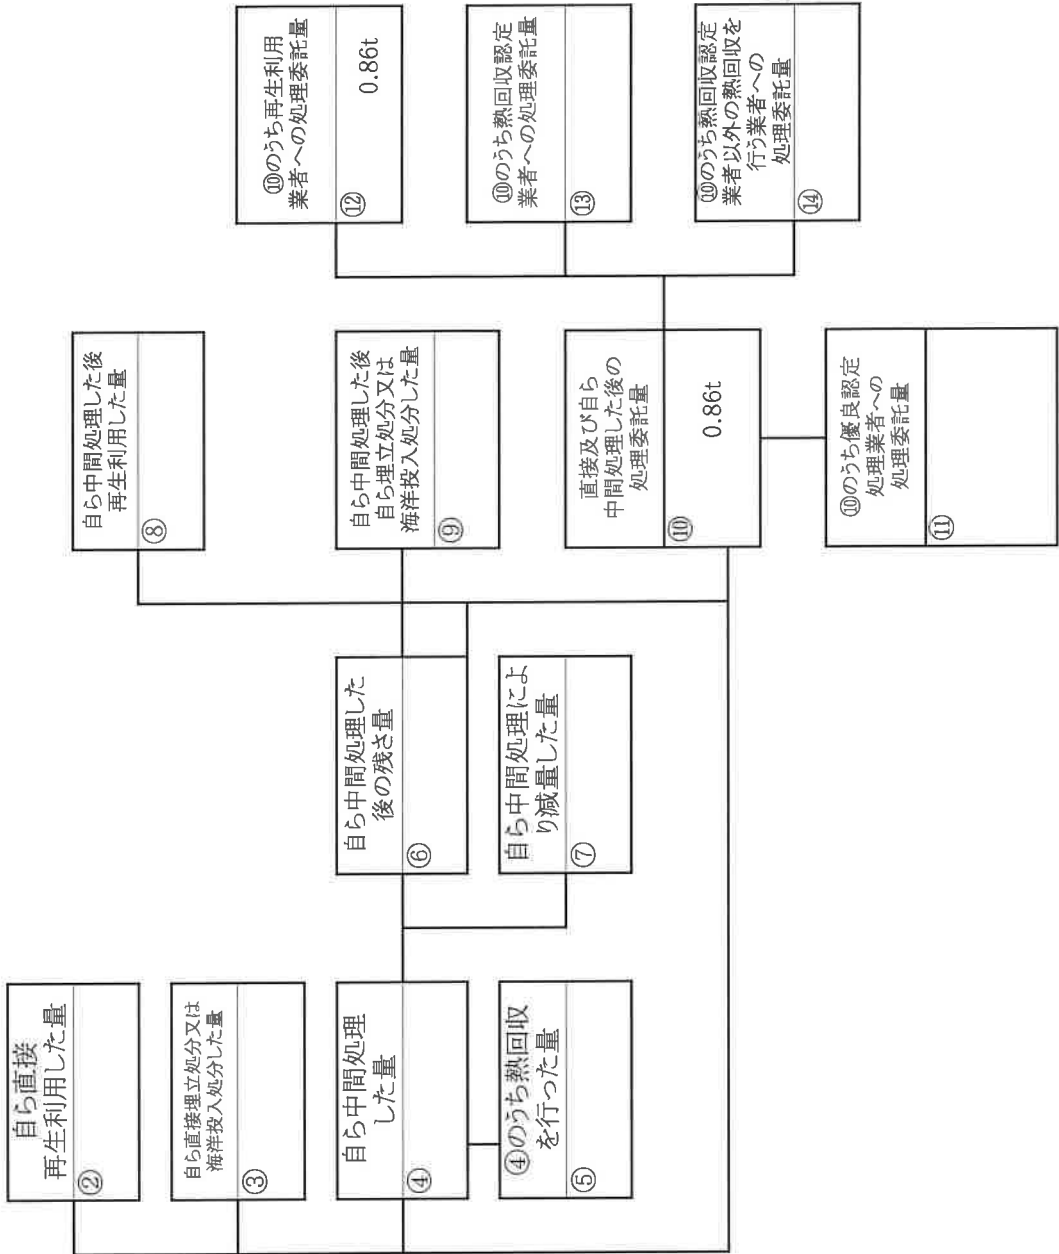 自ら直接
再生利用した量
②
自ら直接埋立処分又は
海洋投入処分した量
③
自ら中間処理
した量
④
④のうち熱回収
を行った量
⑤
自ら中間処理した
後の残さ量
⑥
自ら中間処理によ
り減量した量
⑦
自ら中間処理した後
再生利用した量
⑧
自ら中間処理した後
自ら埋立処分又は
海洋投入処分した量
⑨
直接及び自ら
中間処理した後の
処理委託量
⑩
0.86t
⑩のうち優良認定
処理業者への
処理委託量
⑪
⑩のうち再生利用
業者への処理委託量
⑫
0.86t
⑩のうち熱回収認定
業者への処理委託量
⑬
⑩のうち熱回収認定
業者以外の熱回収を
行う業者への
処理委託量
⑭